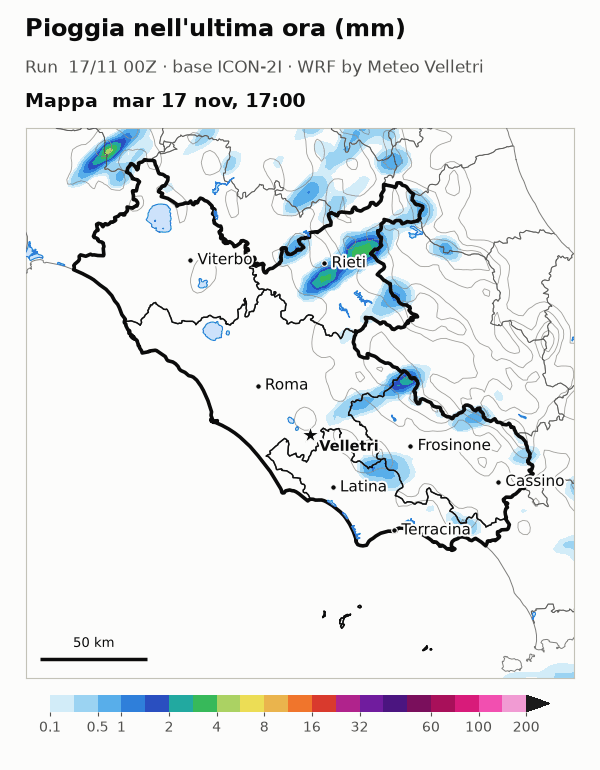 Pioggia nell'ultima ora (mm)
Run  17/11 00Z · base ICON-2I · WRF by Meteo Velletri
Mappa  mar 17 nov, 17:00
Viterbo
Rieti
Roma
Velletri
Frosinone
Latina
Cassino
Terracina
50 km
0.1 0.5 1 2 4 8 16 32 60 100 200